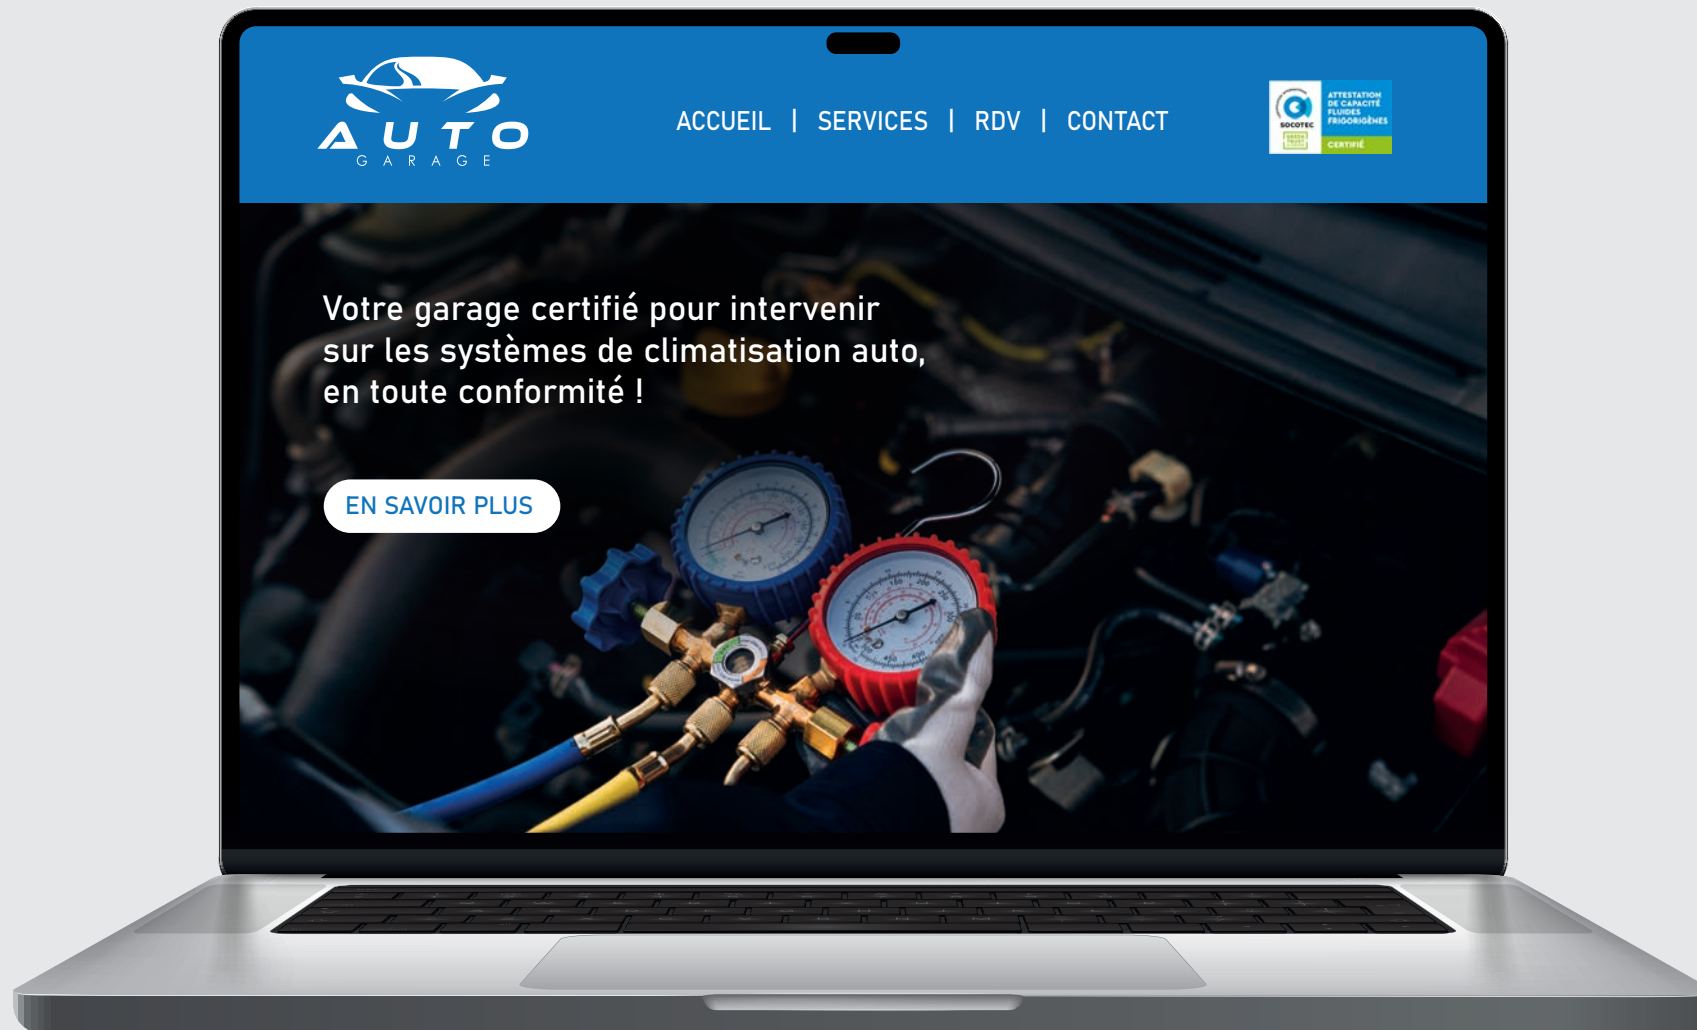 AUTO
GARAGE
ACCUEIL | SERVICES | RDV | CONTACT
SOCOTEC
ATTESTATION
DE CAPACITÉ
FLUIDES
FRIGORIGÈNES
CERTIFIÉ
Votre garage certifié pour intervenir
sur les systèmes de climatisation auto,
en toute conformité !
EN SAVOIR PLUS